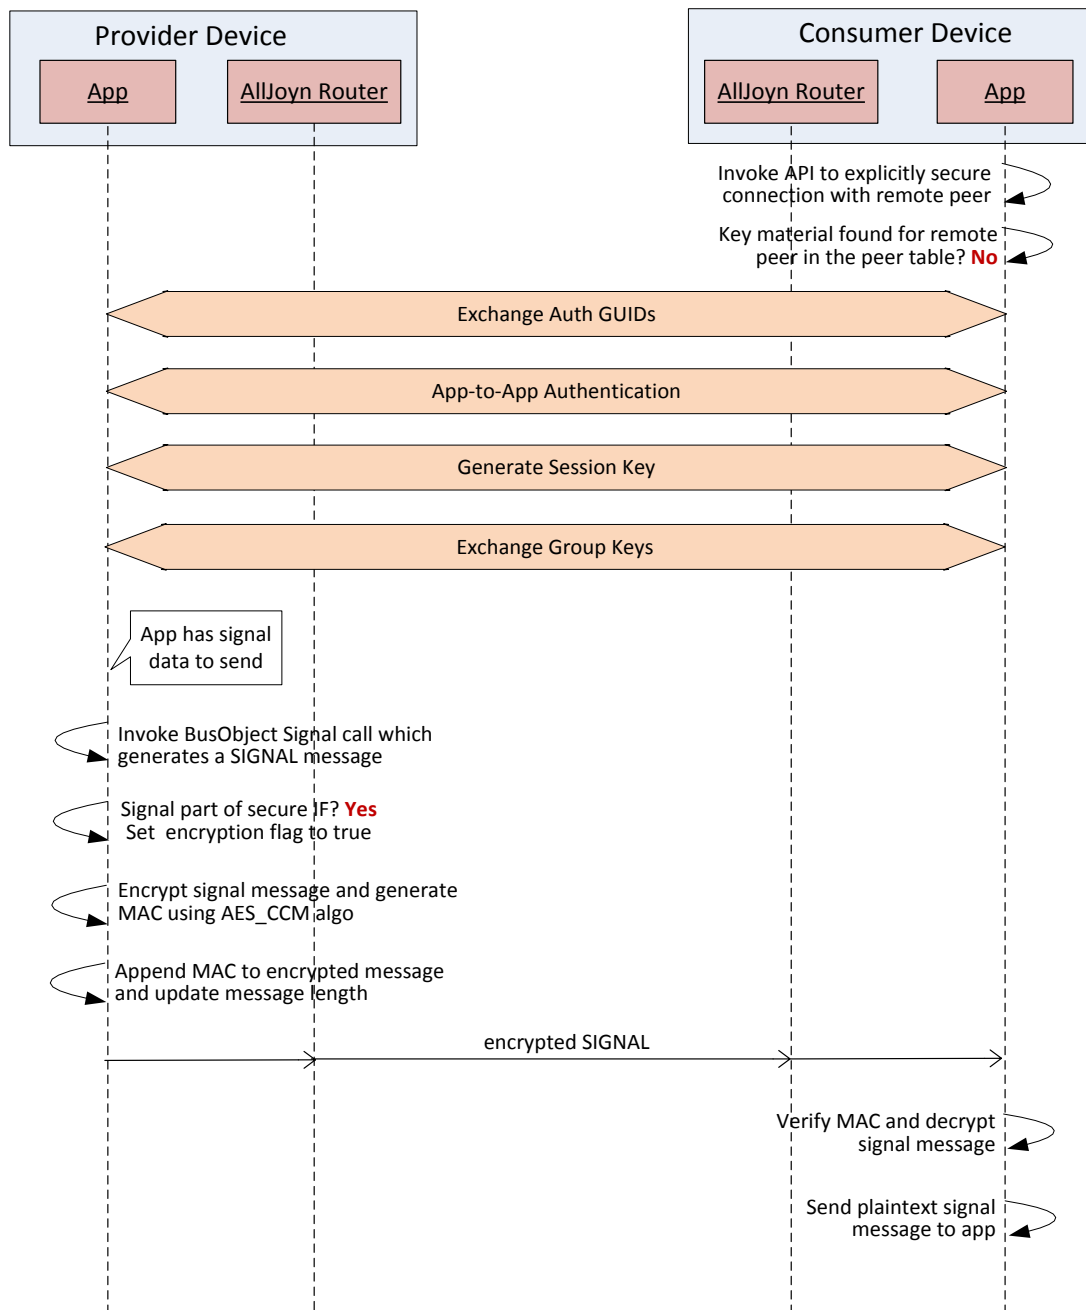 Provider Device
Consumer Device
App
AllJoyn Router
AllJoyn Router
App
Invoke API to explicitly secure
connection with remote peer
Key material found for remote
peer in the peer table? No
Exchange Auth GUIDs
App-to-App Authentication
Generate Session Key
Exchange Group Keys
App has signal
data to send
Invoke BusObject Signal call which
generates a SIGNAL message
Signal part of secure IF? Yes
Set encryption flag to true
Encrypt signal message and generate
MAC using AES_CCM algo
Append MAC to encrypted message
and update message length
encrypted SIGNAL
Verify MAC and decrypt
signal message
Send plaintext signal
message to app